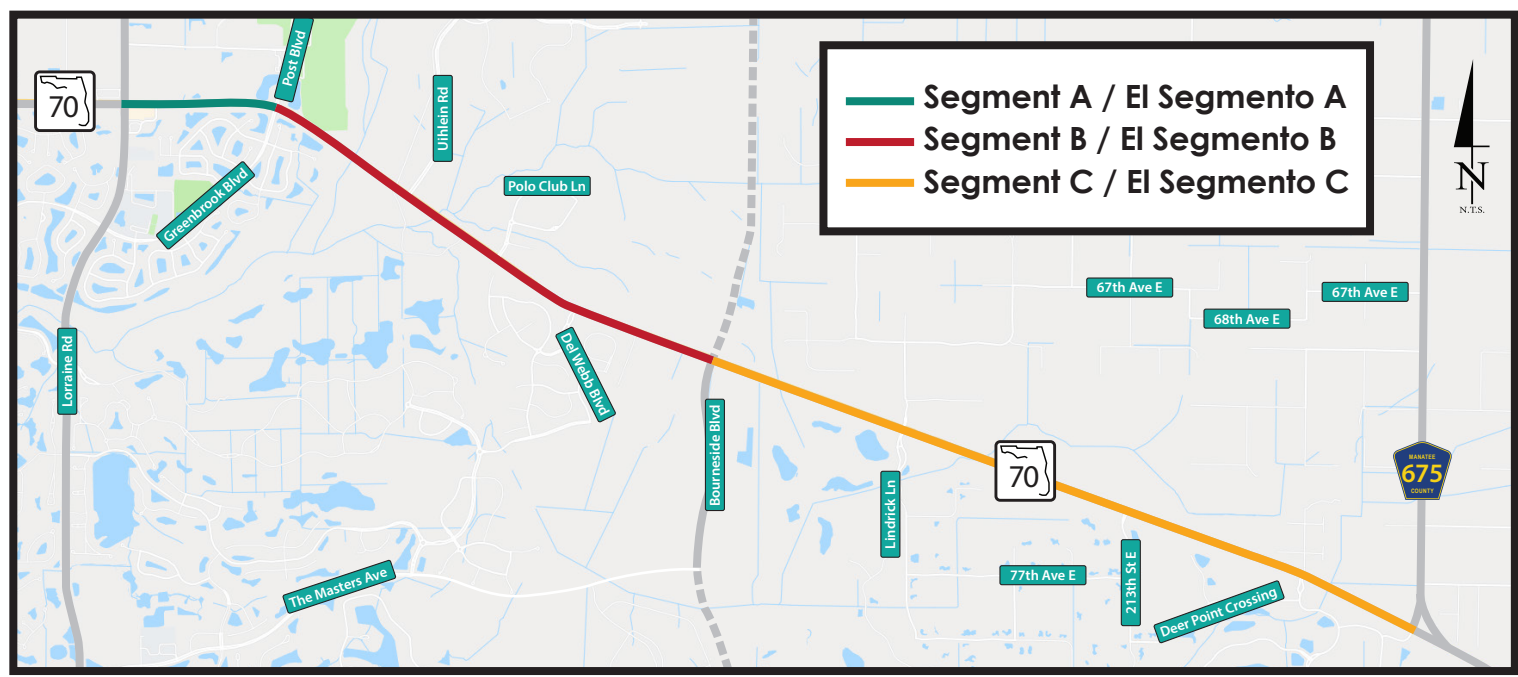 Segment A / El Segmento A
Segment B / El Segmento B
Segment C / El Segmento C
N
N.T.S.
70
Post Blvd
Uihlein Rd
Polo Club Ln
Greenbrook Blvd
67th Ave E
68th Ave E
67th Ave E
Lorraine Rd
Del Webb Blvd
Bourneside Blvd
70
MANATEE
675
COUNTY
Lindrick Ln
The Masters Ave
77th Ave E
213th St E
Deer Point Crossing